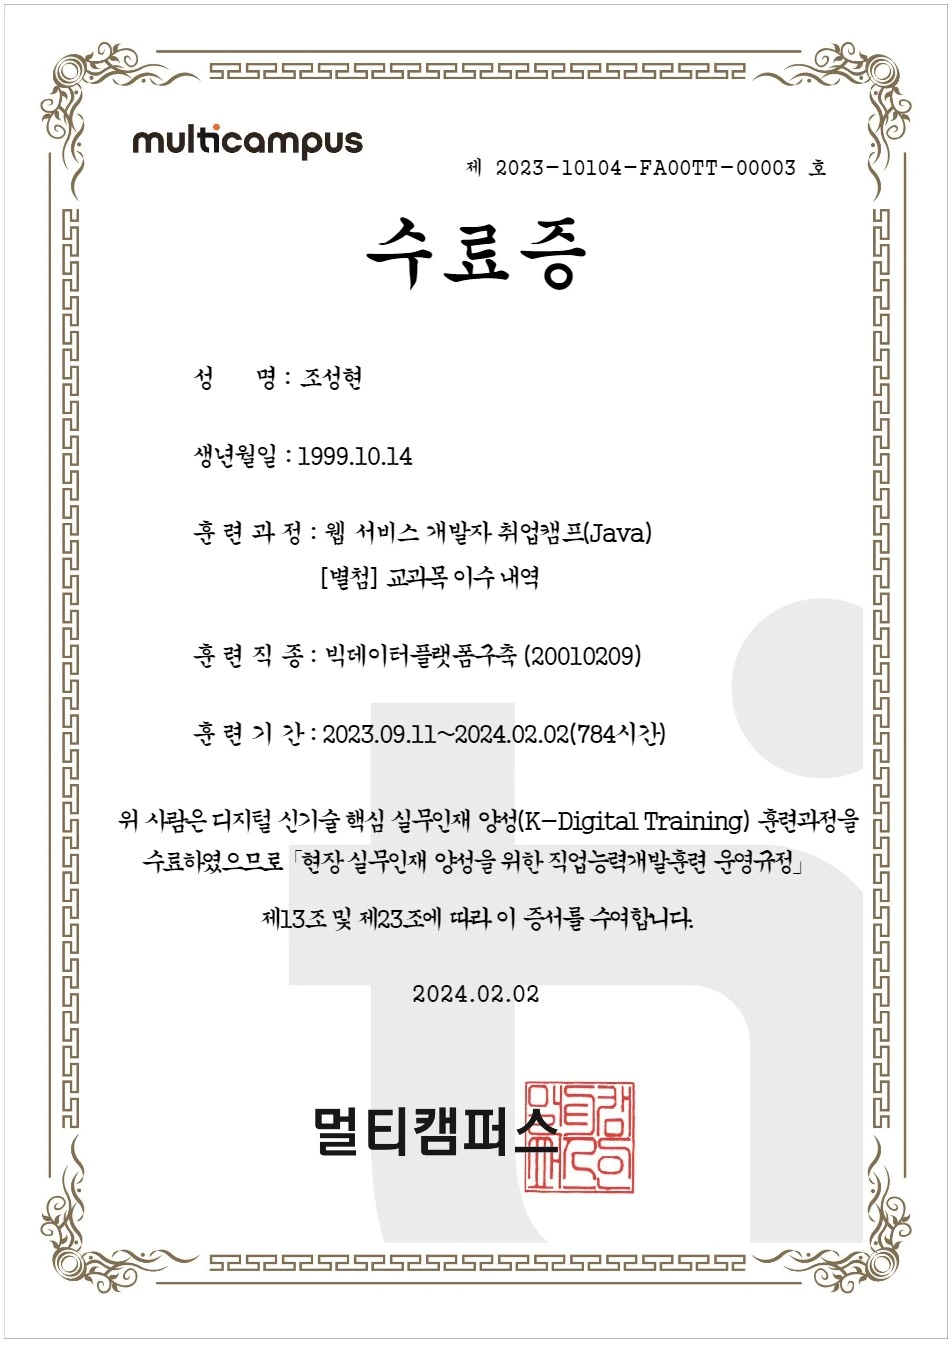 multicampus
제 2023-10104-FA00TT-00003 호
수료증
성 명 : 조성현
생년월일 : 1999.10.14
훈 련 과 정 : 웹 서비스 개발자 취업캠프(Java)
[별첨] 교과목 이수 내역
훈 련 직 종 : 빅데이터플랫폼구축 (20010209)
훈 련 기 간 : 2023.09.11~2024.02.02(784시간)
위 사람은 디지털 신기술 핵심 실무인재 양성(K-Digital Training) 훈련과정을
수료하였으므로 「현장 실무인재 양성을 위한 직업능력개발훈련 운영규정」
제13조 및 제23조에 따라 이 증서를 수여합니다.
2024.02.02
멀티캠퍼스